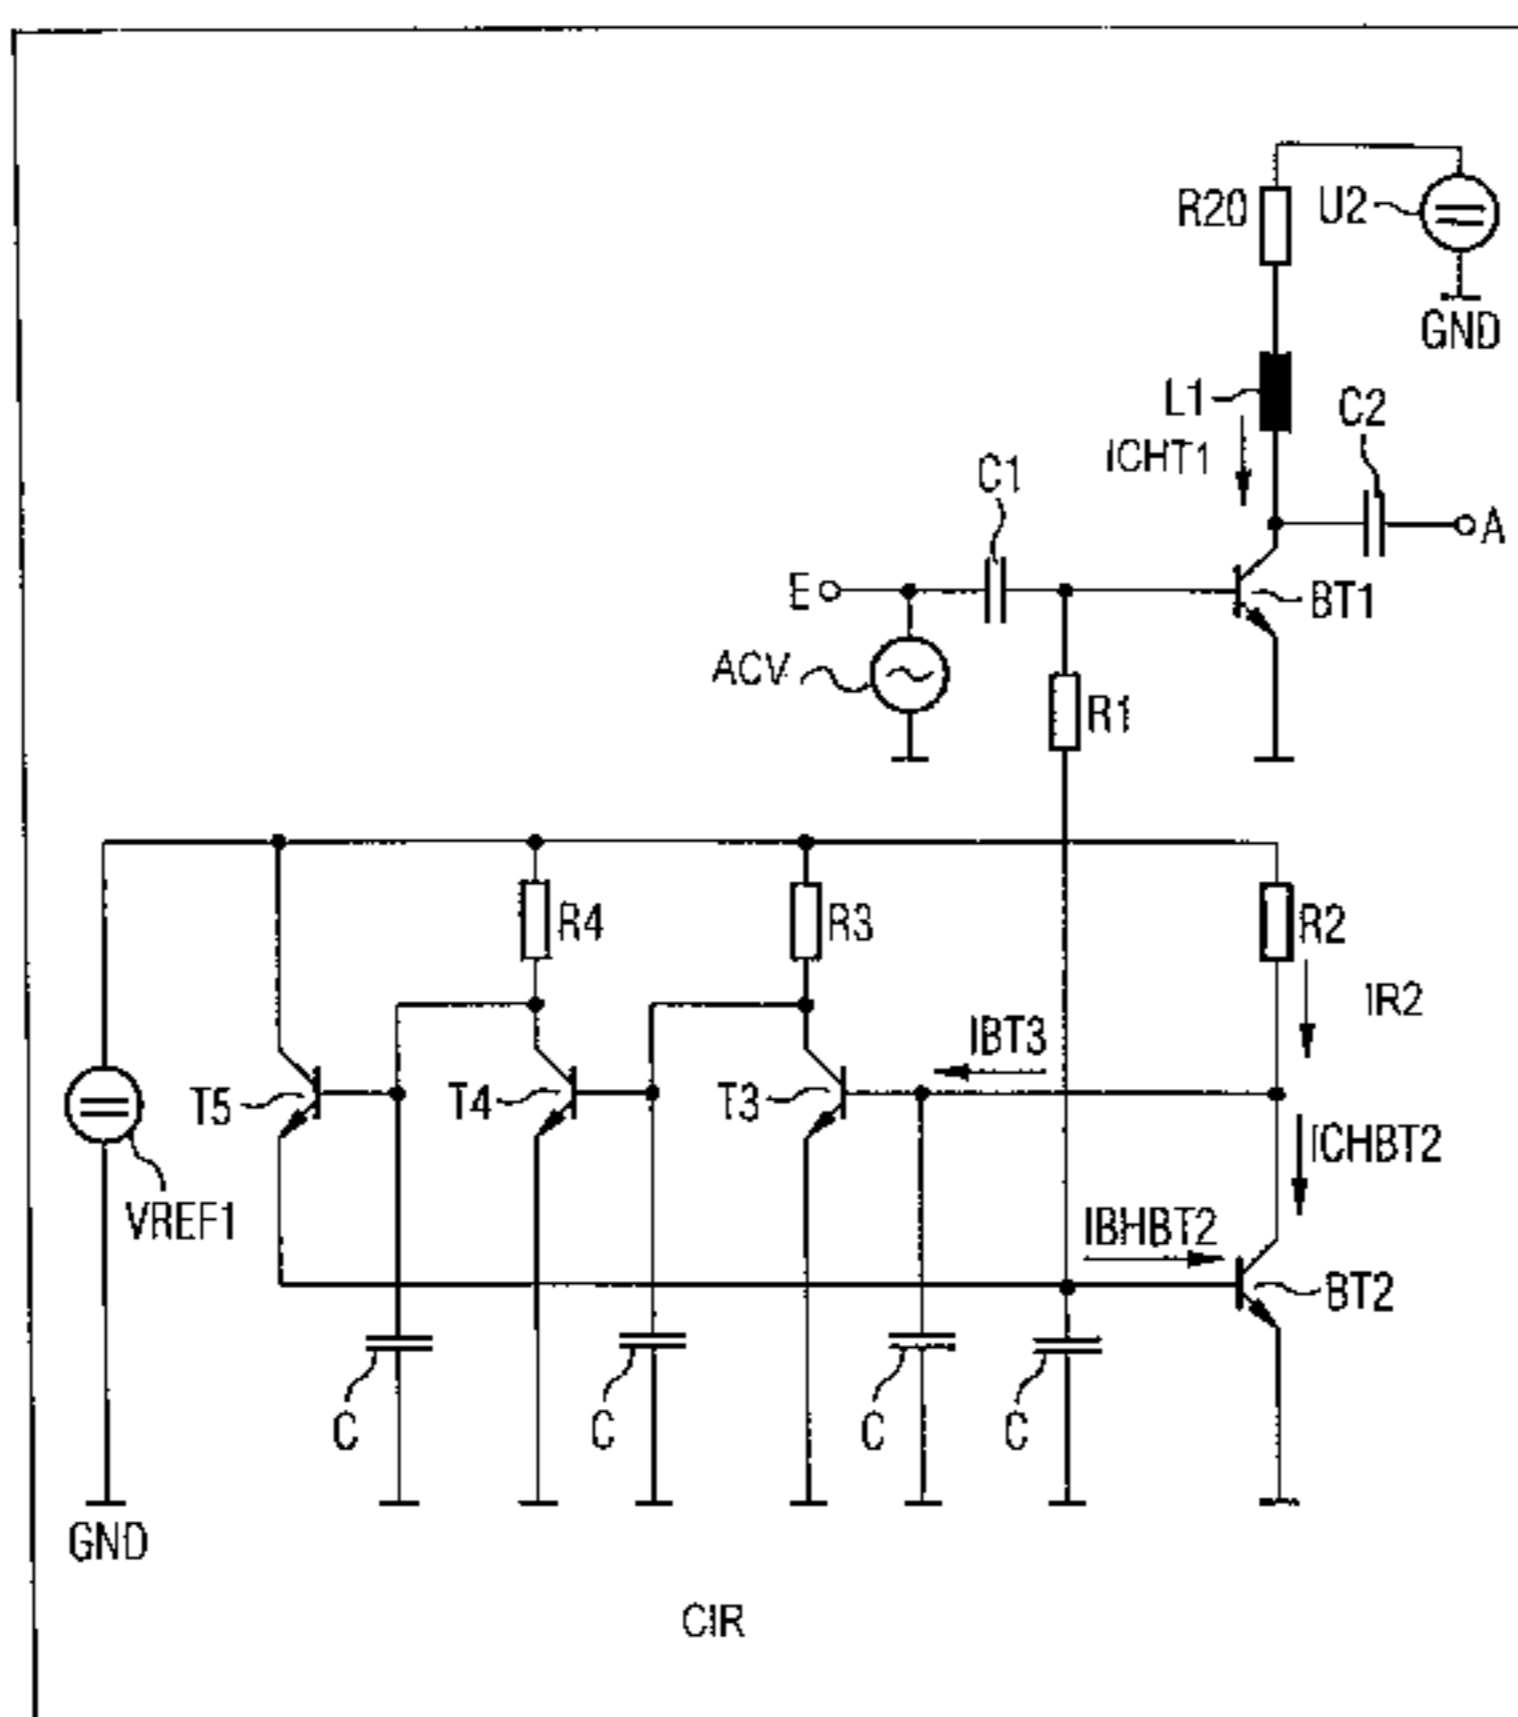 R20
U2
GND
L1
C2
ICHT1
C1
A
E
BT1
ACV
R1
R4
R3
R2
IR2
IBT3
T5
T4
T3
ICHBT2
VREF1
IBHBT2
BT2
C
C
C
C
GND
CIR